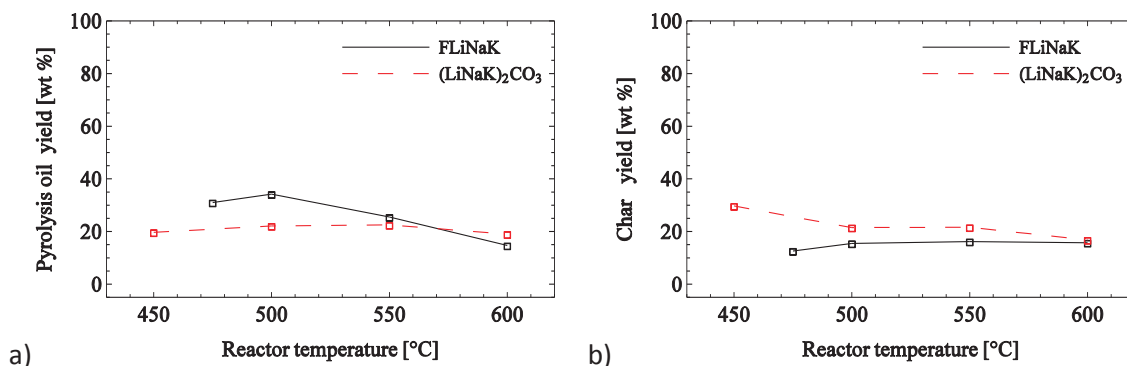 100
80
60
40
20
0
Pyrolysis oil yield [wt %]
FLiNaK
(LiNaK)₂CO₃
450 500 550 600
Reactor temperature [°C]
a)
100
80
60
40
20
0
Char yield [wt %]
FLiNaK
(LiNaK)₂CO₃
450 500 550 600
Reactor temperature [°C]
b)